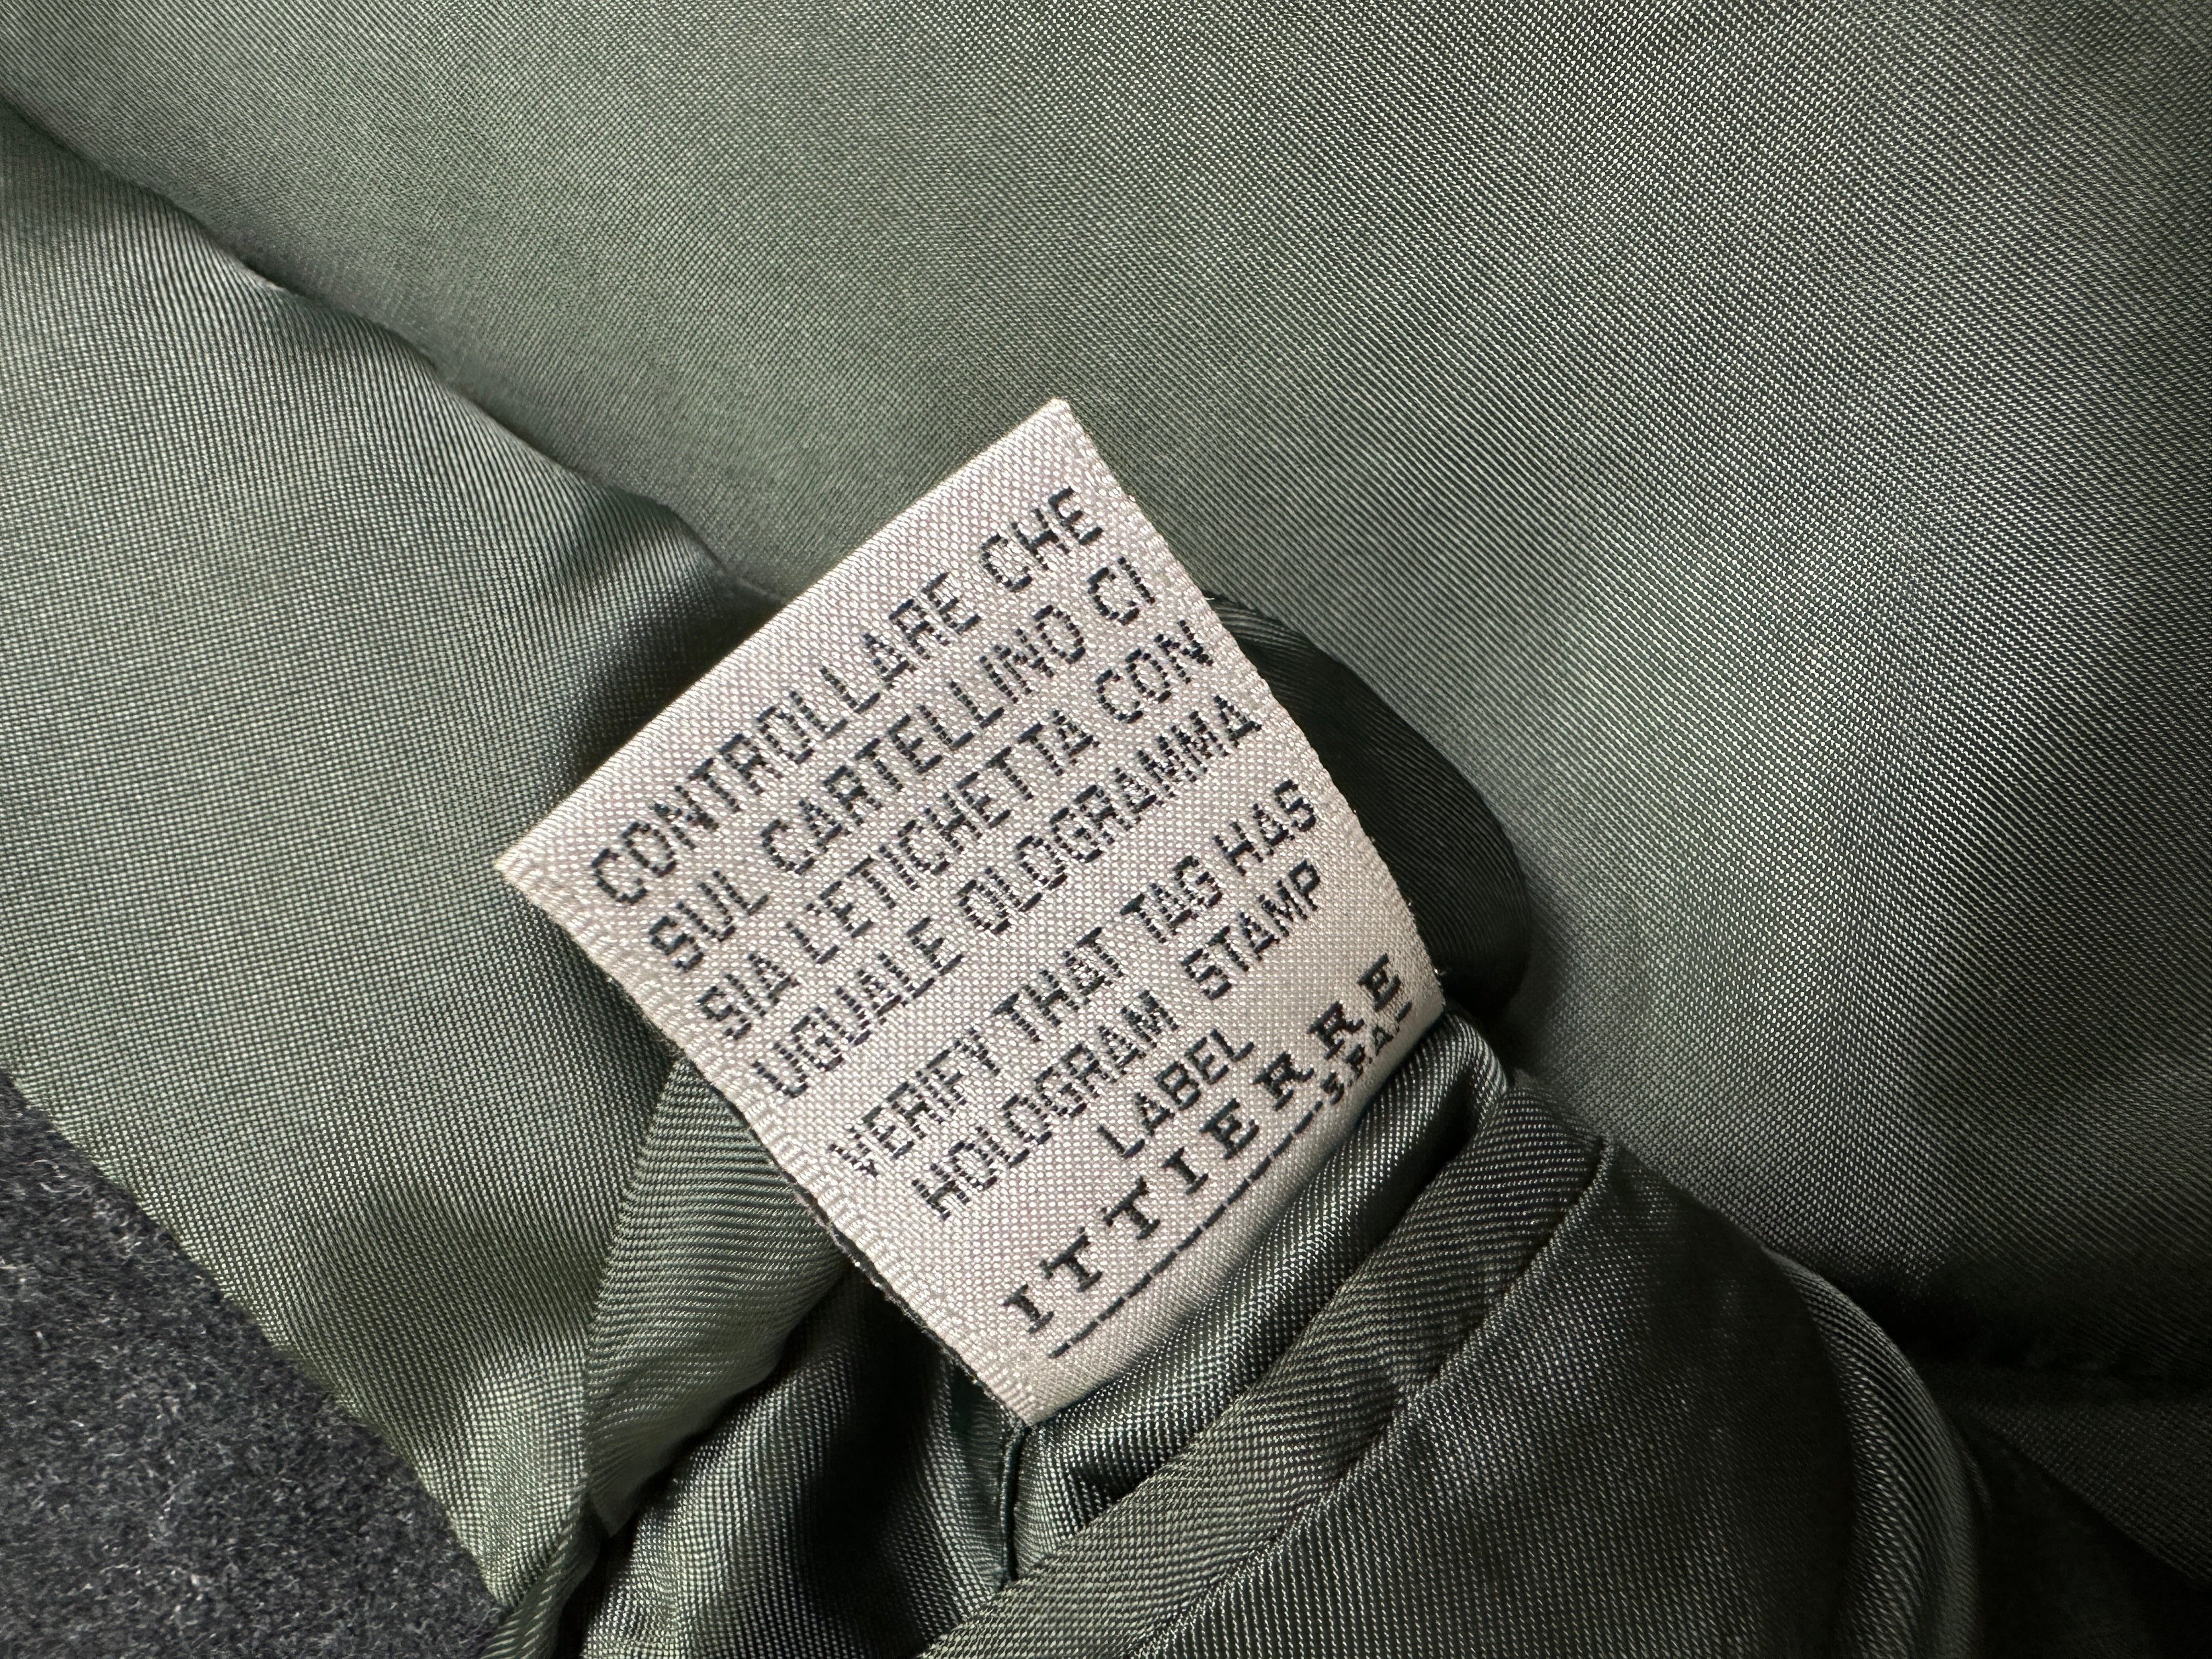 CONTROLLARE CHE
SUL CARTELLINO CI
SIA L'ETICHETTA CON
UGUALE OLOGRAMMA
VERIFY THAT TAG HAS
HOLOGRAM STAMP
LABEL
ITTIERRE
S.P.A.